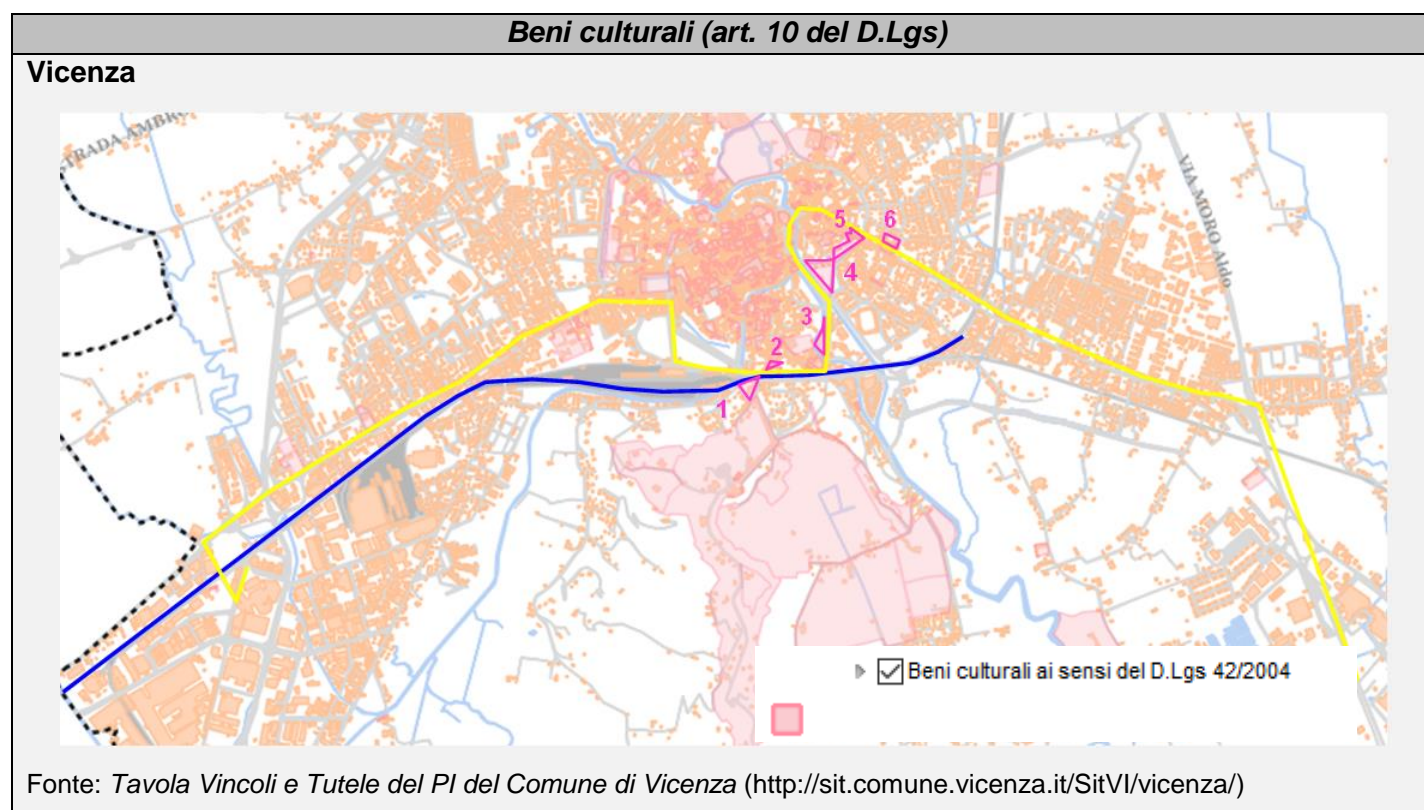 Beni culturali (art. 10 del D.Lgs)
Vicenza
STRADA AMBRO
VIA MORO Aldo
5
6
4
3
2
1
Beni culturali ai sensi del D.Lgs 42/2004
Fonte: Tavola Vincoli e Tutele del PI del Comune di Vicenza (http://sit.comune.vicenza.it/SitVI/vicenza/)